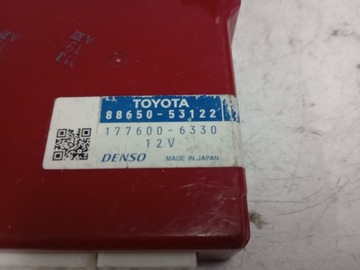 TOYOTA
88650-53122
177600-6330
12V
DENSO MADE IN JAPAN